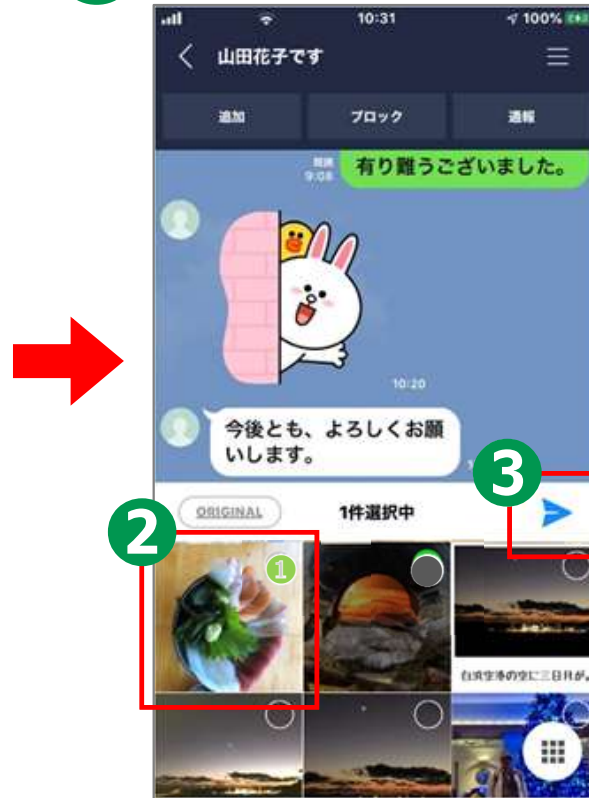 10:31
100%
山田花子です
追加
ブロック
通報
既読
9:08
有り難うございました。
10:20
今後とも、よろしくお願
いします。
3
ORIGINAL
1件選択中
2
1
白浜空港の空に三日月が。